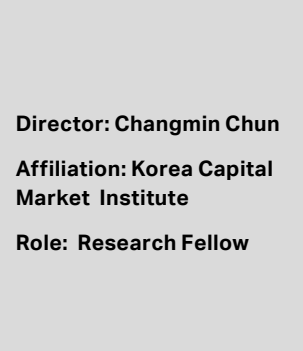 Director: Changmin Chun
Affiliation: Korea Capital
Market  Institute
Role:  Research Fellow